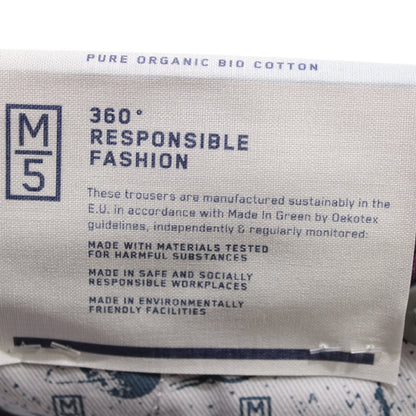 PURE ORGANIC BIO COTTON
M
5
360°
RESPONSIBLE
FASHION
These trousers are manufactured sustainably in the
E.U. in accordance with Made In Green by Oekotex
guidelines, independently & regularly monitored:
MADE WITH MATERIALS TESTED
FOR HARMFUL SUBSTANCES
MADE IN SAFE AND SOCIALLY
RESPONSIBLE WORKPLACES
MADE IN ENVIRONMENTALLY
FRIENDLY FACILITIES
M
M